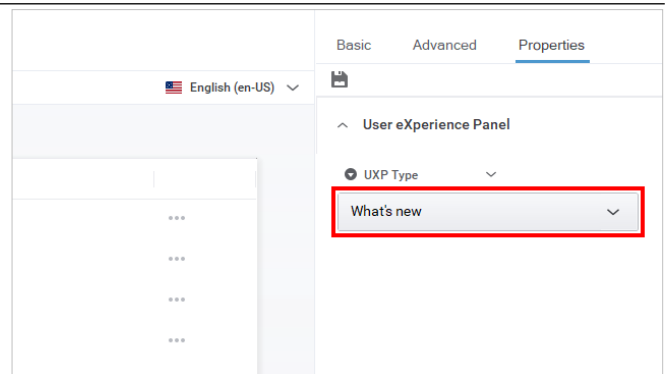 Basic Advanced Properties
English (en-US)
User eXperience Panel
UXP Type
What's new